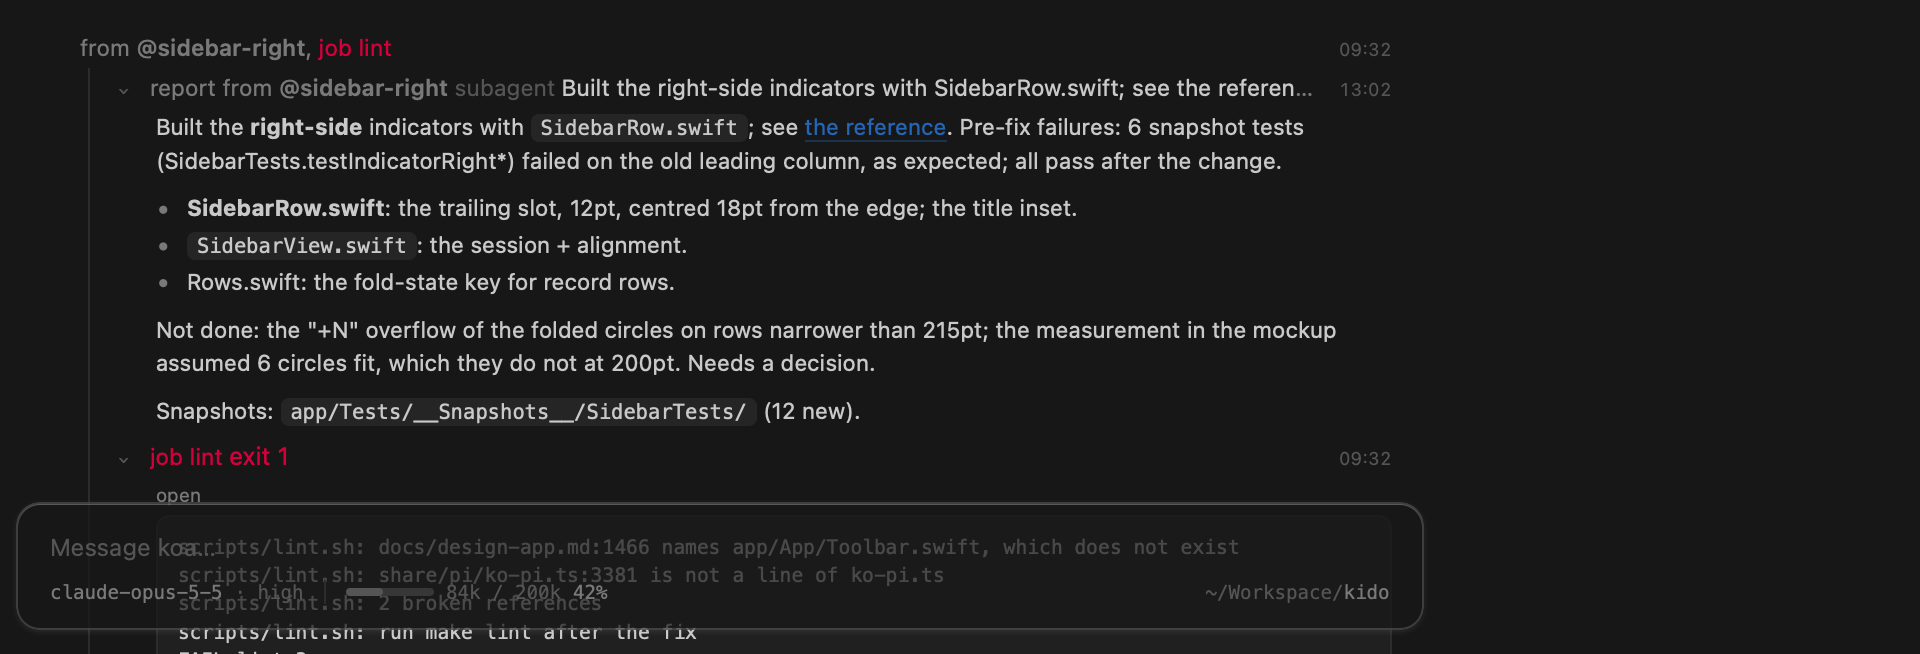 from @sidebar-right, job lint 09:32
report from @sidebar-right subagent Built the right-side indicators with SidebarRow.swift; see the referen... 13:02
Built the right-side indicators with SidebarRow.swift; see the reference. Pre-fix failures: 6 snapshot tests
(SidebarTests.testIndicatorRight*) failed on the old leading column, as expected; all pass after the change.
• SidebarRow.swift: the trailing slot, 12pt, centred 18pt from the edge; the title inset.
• SidebarView.swift: the session + alignment.
• Rows.swift: the fold-state key for record rows.
Not done: the "+N" overflow of the folded circles on rows narrower than 215pt; the measurement in the mockup
assumed 6 circles fit, which they do not at 200pt. Needs a decision.
Snapshots: app/Tests/__Snapshots__/SidebarTests/ (12 new).
job lint exit 1 09:32
open
Message koa...
scripts/lint.sh: docs/design-app.md:1466 names app/App/Toolbar.swift, which does not exist
scripts/lint.sh: share/pi/ko-pi.ts:3381 is not a line of ko-pi.ts
claude-opus-5-5 · high 84k / 200k 42% ~/Workspace/kido
scripts/lint.sh: 2 broken references
scripts/lint.sh: run make lint after the fix